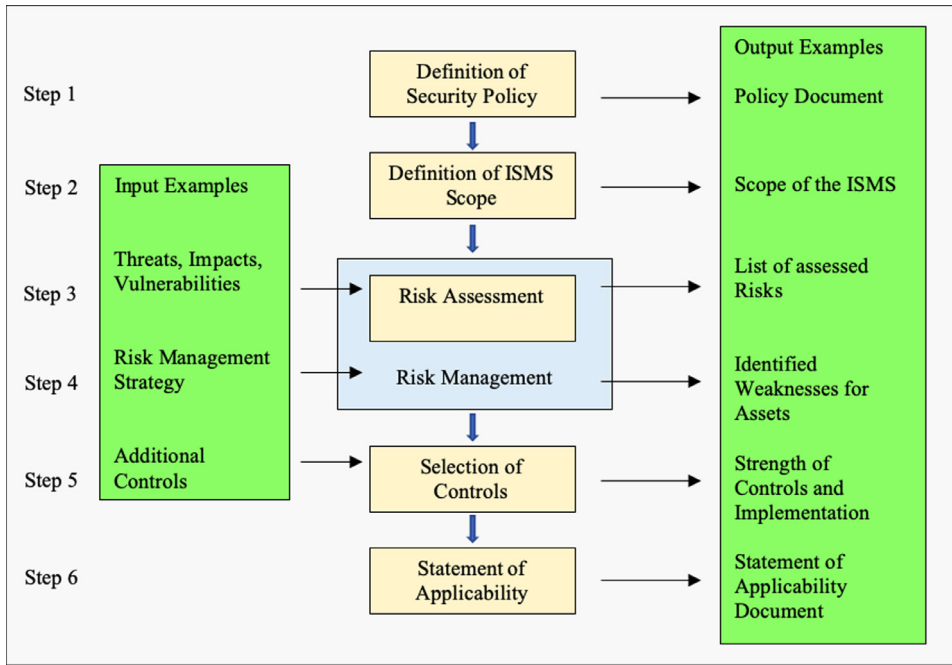 Output Examples
Step 1
Definition of
Security Policy
Policy Document
Step 2
Input Examples
Definition of ISMS
Scope
Scope of the ISMS
Step 3
Threats, Impacts,
Vulnerabilities
Risk Assessment
List of assessed
Risks
Step 4
Risk Management
Strategy
Risk Management
Identified
Weaknesses for
Assets
Step 5
Additional
Controls
Selection of
Controls
Strength of
Controls and
Implementation
Step 6
Statement of
Applicability
Statement of
Applicability
Document